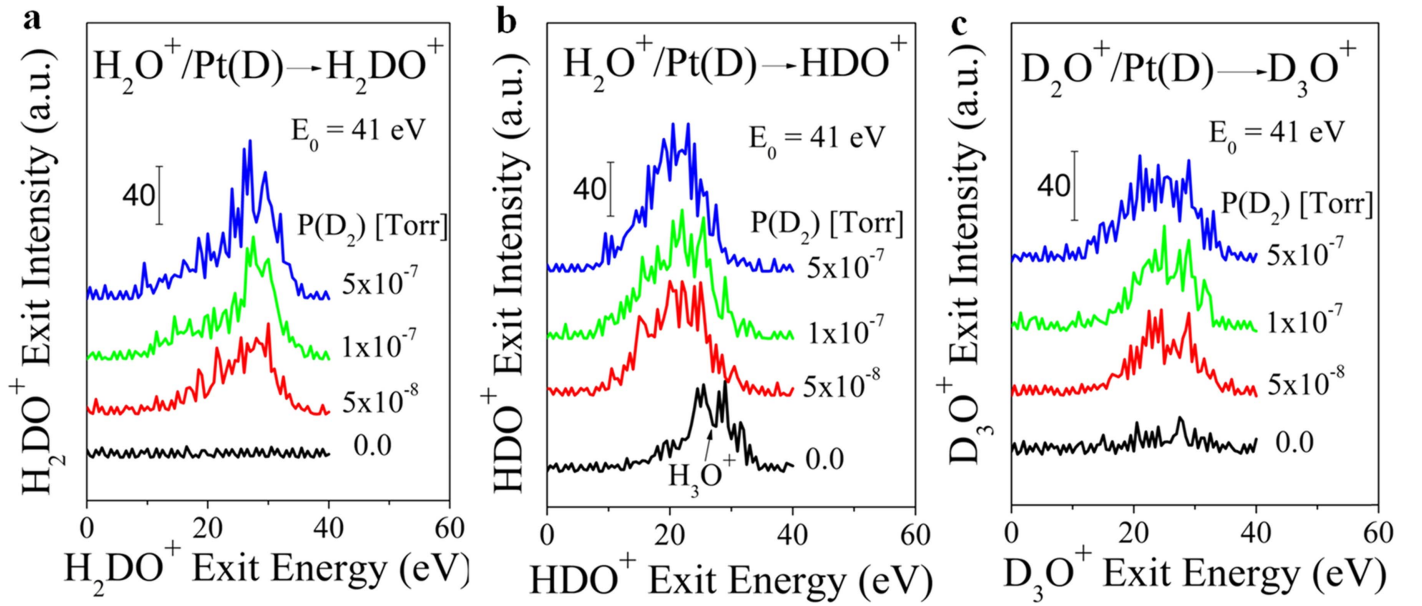 a
H₂O⁺/Pt(D)→H₂DO⁺
E₀ = 41 eV
40
P(D₂) [Torr]
5x10⁻⁷
1x10⁻⁷
5x10⁻⁸
0.0
H₂DO⁺ Exit Intensity (a.u.)
0 20 40 60
H₂DO⁺ Exit Energy (eV)
b
H₂O⁺/Pt(D)→HDO⁺
E₀ = 41 eV
40
P(D₂) [Torr]
5x10⁻⁷
1x10⁻⁷
5x10⁻⁸
0.0
H₃O⁺
HDO⁺ Exit Intensity (a.u.)
0 20 40 60
HDO⁺ Exit Energy (eV)
c
D₂O⁺/Pt(D)→D₃O⁺
E₀ = 41 eV
40
P(D₂) [Torr]
5x10⁻⁷
1x10⁻⁷
5x10⁻⁸
0.0
D₃O⁺ Exit Intensity (a.u.)
0 20 40 60
D₃O⁺ Exit Energy (eV)